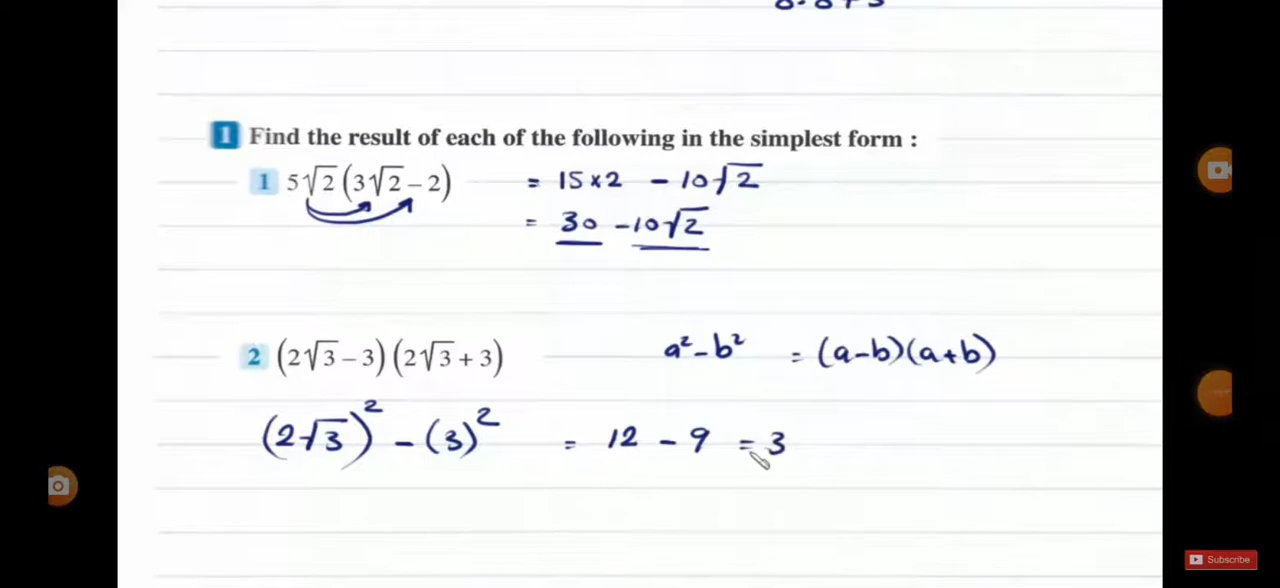 1 Find the result of each of the following in the simplest form :
1 5√2 (3√2 – 2) = 15 × 2 – 10√2
= 30 – 10√2
2 (2√3 – 3) (2√3 + 3) a² – b² = (a – b)(a + b)
(2√3)² – (3)² = 12 – 9 = 3
Subscribe